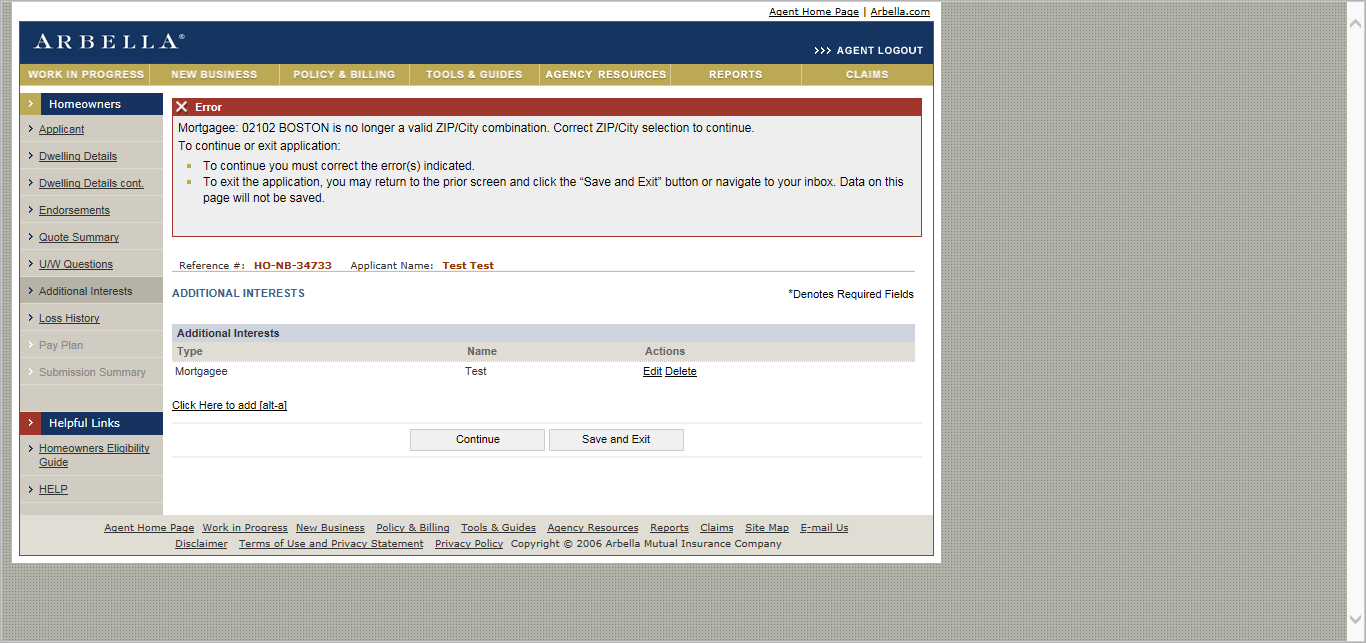 Agent Home Page | Arbella.com
ARBELLA®
>>> AGENT LOGOUT
WORK IN PROGRESS NEW BUSINESS POLICY & BILLING TOOLS & GUIDES AGENCY RESOURCES REPORTS CLAIMS
Homeowners
Applicant
Dwelling Details
Dwelling Details cont.
Endorsements
Quote Summary
U/W Questions
Additional Interests
Loss History
Pay Plan
Submission Summary
Helpful Links
Homeowners Eligibility
Guide
HELP
Error
Mortgagee: 02102 BOSTON is no longer a valid ZIP/City combination. Correct ZIP/City selection to continue.
To continue or exit application:
To continue you must correct the error(s) indicated.
To exit the application, you may return to the prior screen and click the “Save and Exit” button or navigate to your inbox. Data on this
page will not be saved.
Reference #: HO-NB-34733 Applicant Name: Test Test
ADDITIONAL INTERESTS
*Denotes Required Fields
Additional Interests
Type Name Actions
Mortgagee Test Edit Delete
Click Here to add [alt-a]
Continue Save and Exit
Agent Home Page Work in Progress New Business Policy & Billing Tools & Guides Agency Resources Reports Claims Site Map E-mail Us
Disclaimer Terms of Use and Privacy Statement Privacy Policy Copyright © 2006 Arbella Mutual Insurance Company